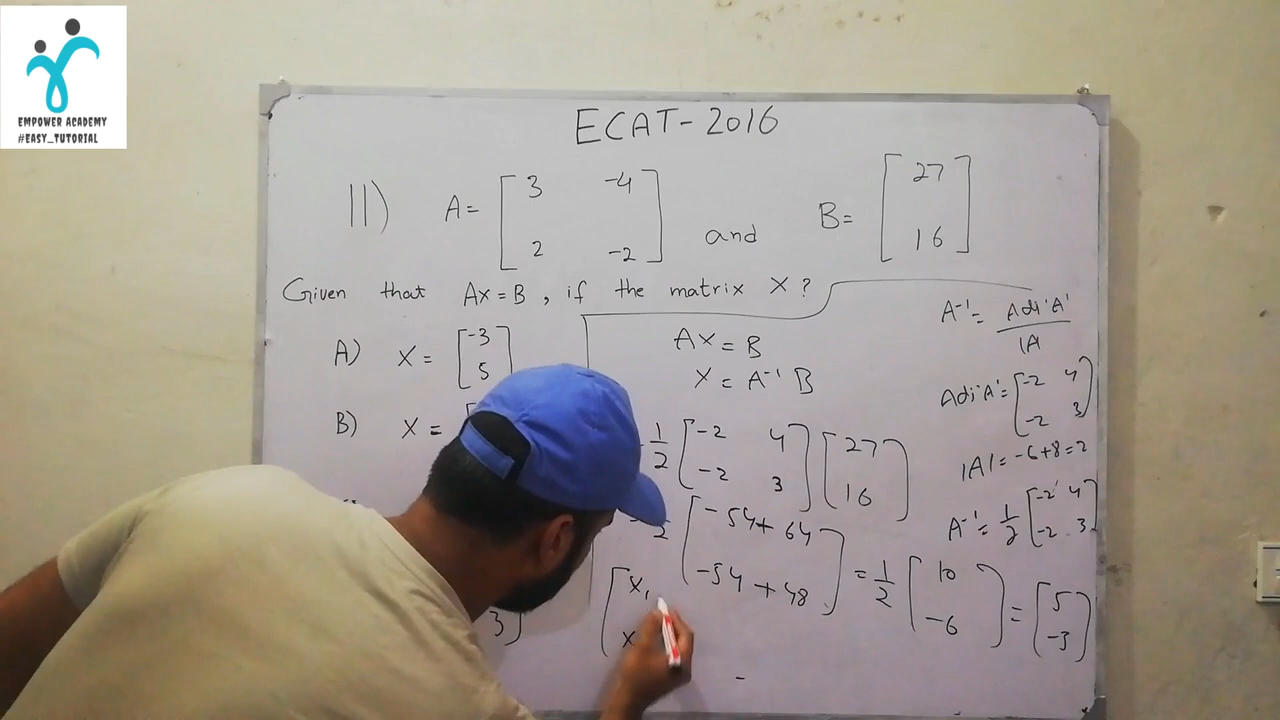 EMPOWER ACADEMY
#EASY_TUTORIAL
ECAT-2016
11) A = [3 -4; 2 -2] and B = [27; 16]
Given that AX=B, if the matrix X?
A) X = [-3; 5]
B) X =
3]
AX = B
X = A⁻¹ B
1/2 [-2 4; -2 3] [27; 16]
2 [-54+64; -54+48] = 1/2 [10; -6] = [5; -3]
[x₁; x
A⁻¹ = Adj'A' / |A
Adj'A' = [-2 4; -2 3]
|A| = -6+8=2
A⁻¹ = 1/2 [-2 4; -2 3]